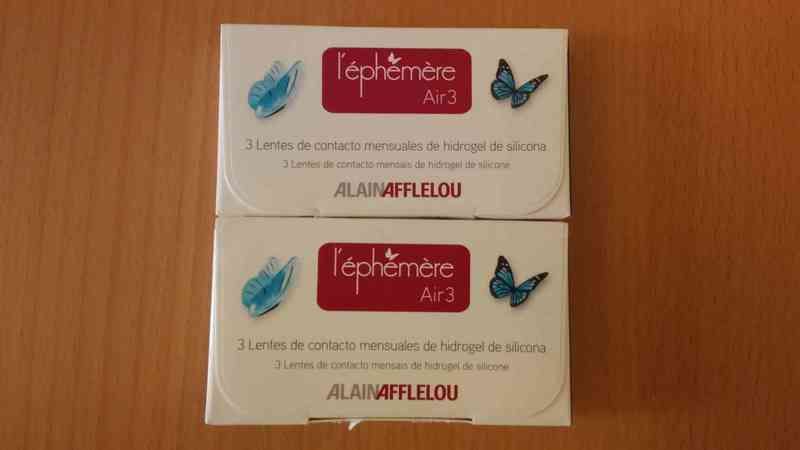 l'éphémère
Air3
3 Lentes de contacto mensuales de hidrogel de silicona
3 Lentes de contacto mensais de hidrogel de silicone
ALAINAFFLELOU
l'éphémère
Air3
3 Lentes de contacto mensuales de hidrogel de silicona
3 Lentes de contacto mensais de hidrogel de silicone
ALAINAFFLELOU